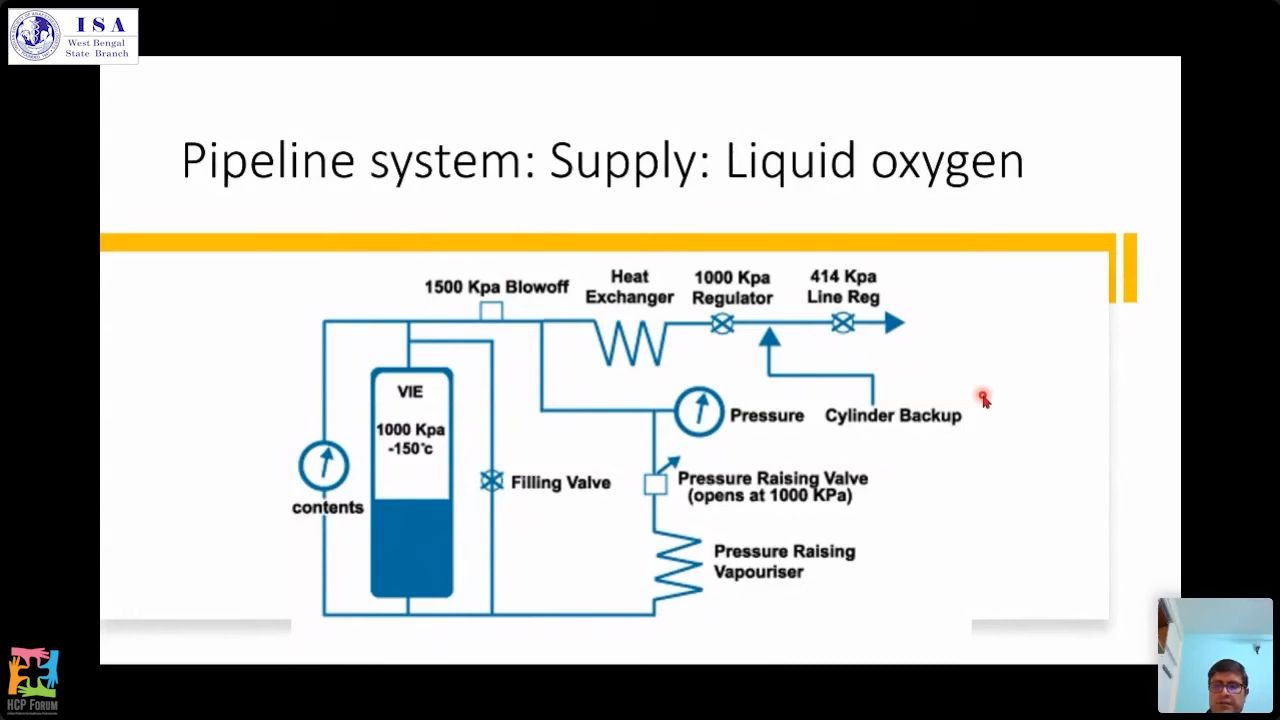 ISA
West Bengal
State Branch
Pipeline system: Supply: Liquid oxygen
1500 Kpa Blowoff
Heat
Exchanger
1000 Kpa
Regulator
414 Kpa
Line Reg
VIE
1000 Kpa
-150°c
contents
Filling Valve
Pressure
Cylinder Backup
Pressure Raising Valve
(opens at 1000 KPa)
Pressure Raising
Vapouriser
HCP FORUM